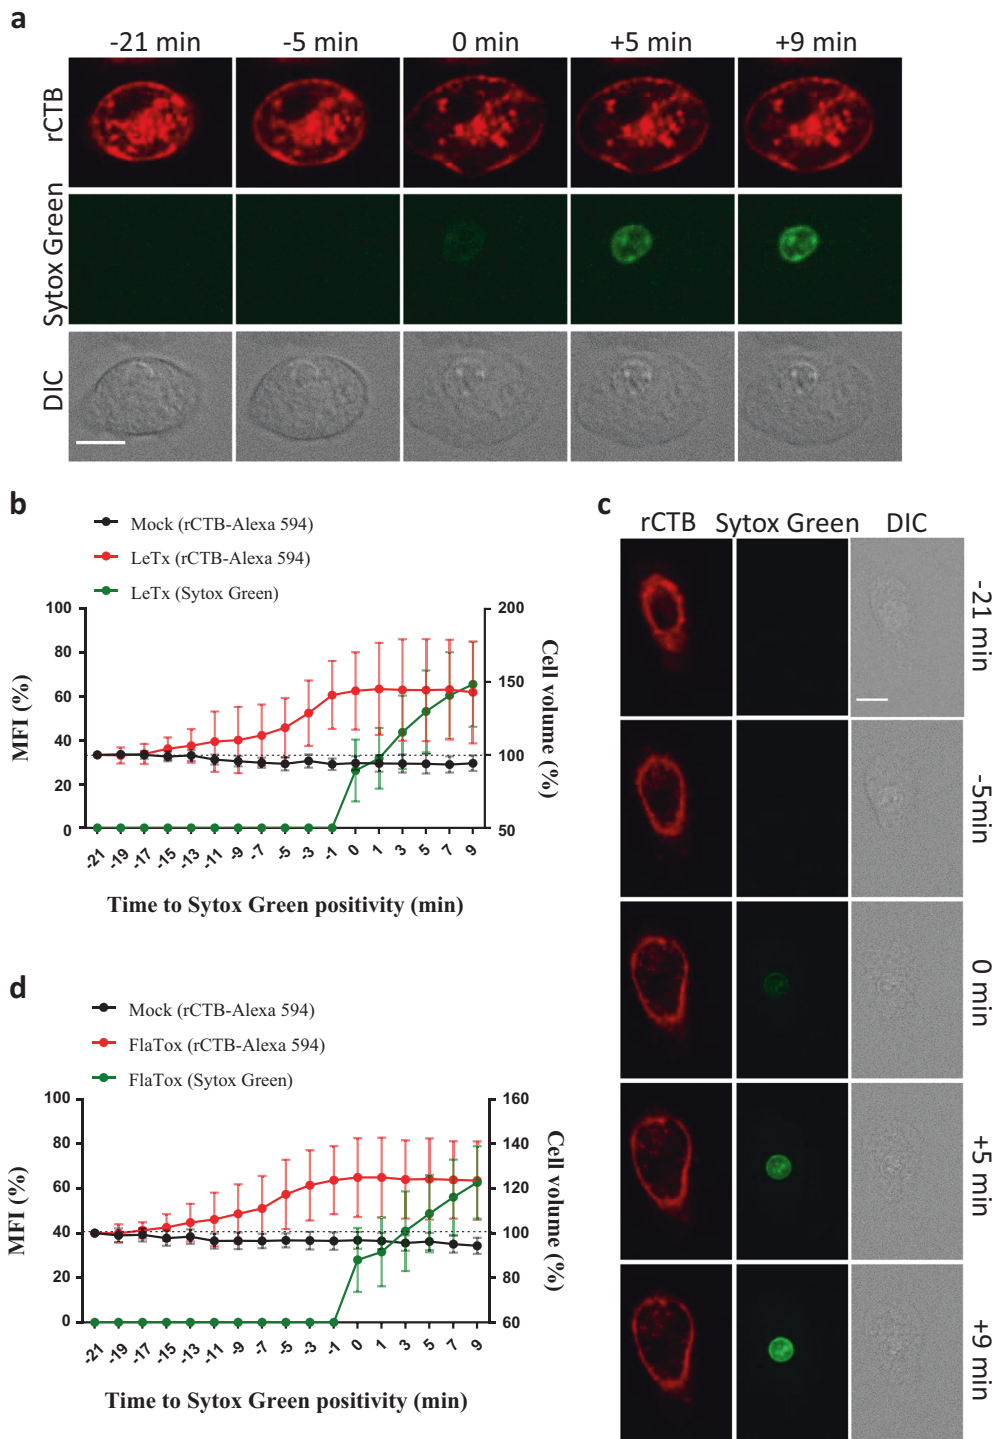 a
-21 min
-5 min
0 min
+5 min
+9 min
rCTB
Sytox Green
DIC
b
Mock (rCTB-Alexa 594)
LeTx (rCTB-Alexa 594)
LeTx (Sytox Green)
100
80
60
40
20
0
MFI (%)
200
150
100
50
Cell volume (%)
-21 -19 -17 -15 -13 -11 -9 -7 -5 -3 -1 0 1 3 5 7 9
Time to Sytox Green positivity (min)
c
rCTB Sytox Green DIC
-21 min
-5min
0 min
+5 min
+9 min
d
Mock (rCTB-Alexa 594)
FlaTox (rCTB-Alexa 594)
FlaTox (Sytox Green)
100
80
60
40
20
0
MFI (%)
160
140
120
100
80
60
Cell volume (%)
-21 -19 -17 -15 -13 -11 -9 -7 -5 -3 -1 0 1 3 5 7 9
Time to Sytox Green positivity (min)